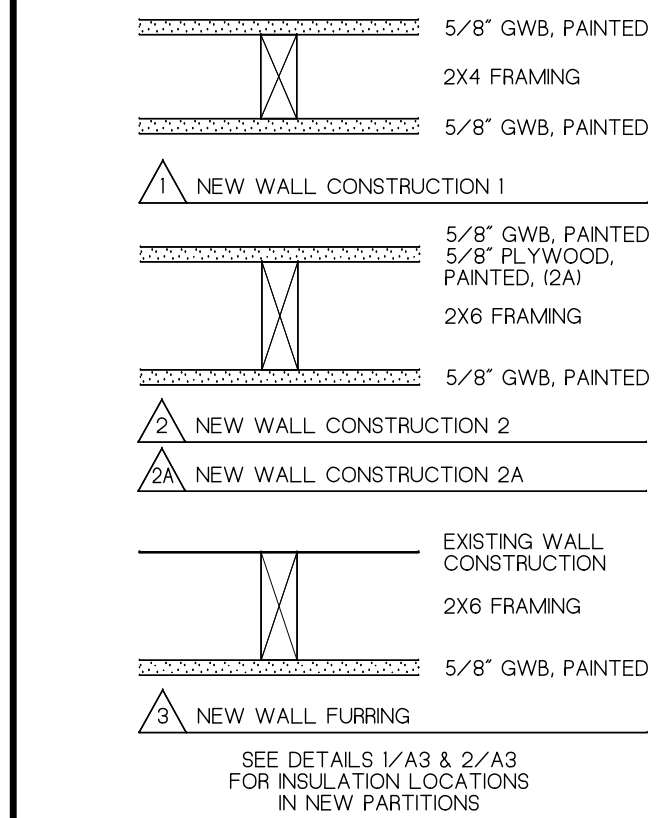 5/8" GWB, PAINTED
2X4 FRAMING
5/8" GWB, PAINTED
1 NEW WALL CONSTRUCTION 1
5/8" GWB, PAINTED
5/8" PLYWOOD,
PAINTED, (2A)
2X6 FRAMING
5/8" GWB, PAINTED
2 NEW WALL CONSTRUCTION 2
2A NEW WALL CONSTRUCTION 2A
EXISTING WALL
CONSTRUCTION
2X6 FRAMING
5/8" GWB, PAINTED
3 NEW WALL FURRING
SEE DETAILS 1/A3 & 2/A3
FOR INSULATION LOCATIONS
IN NEW PARTITIONS